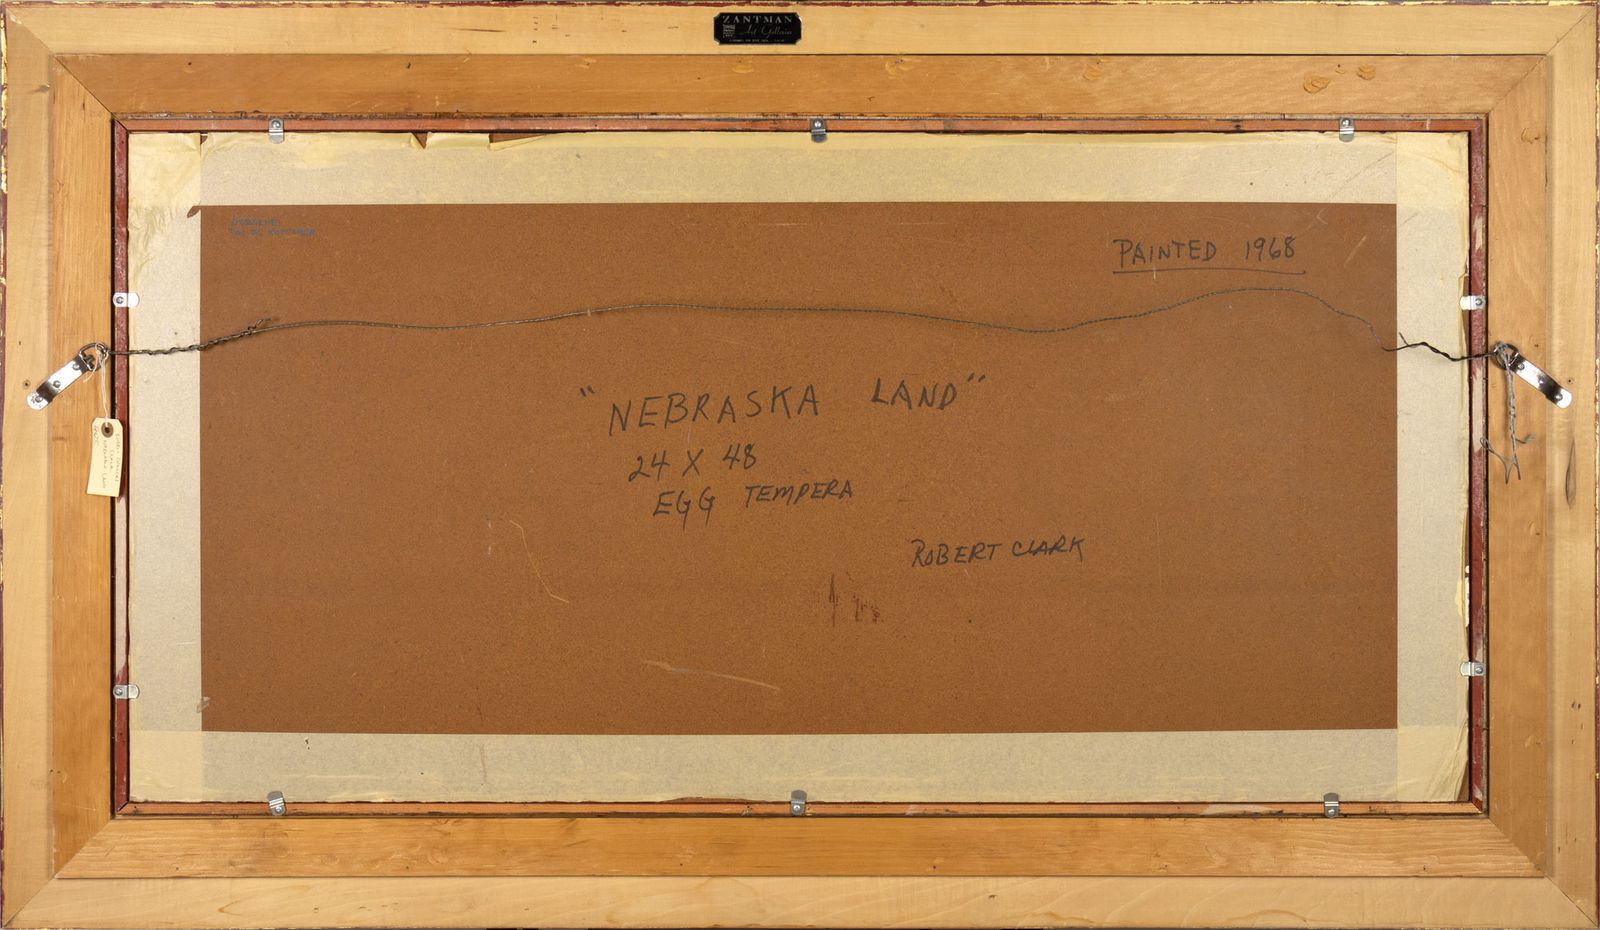 ZANTMAN
Art Galleries
PAINTED 1968
"NEBRASKA LAND"
24 X 48
EGG TEMPERA
ROBERT CLARK